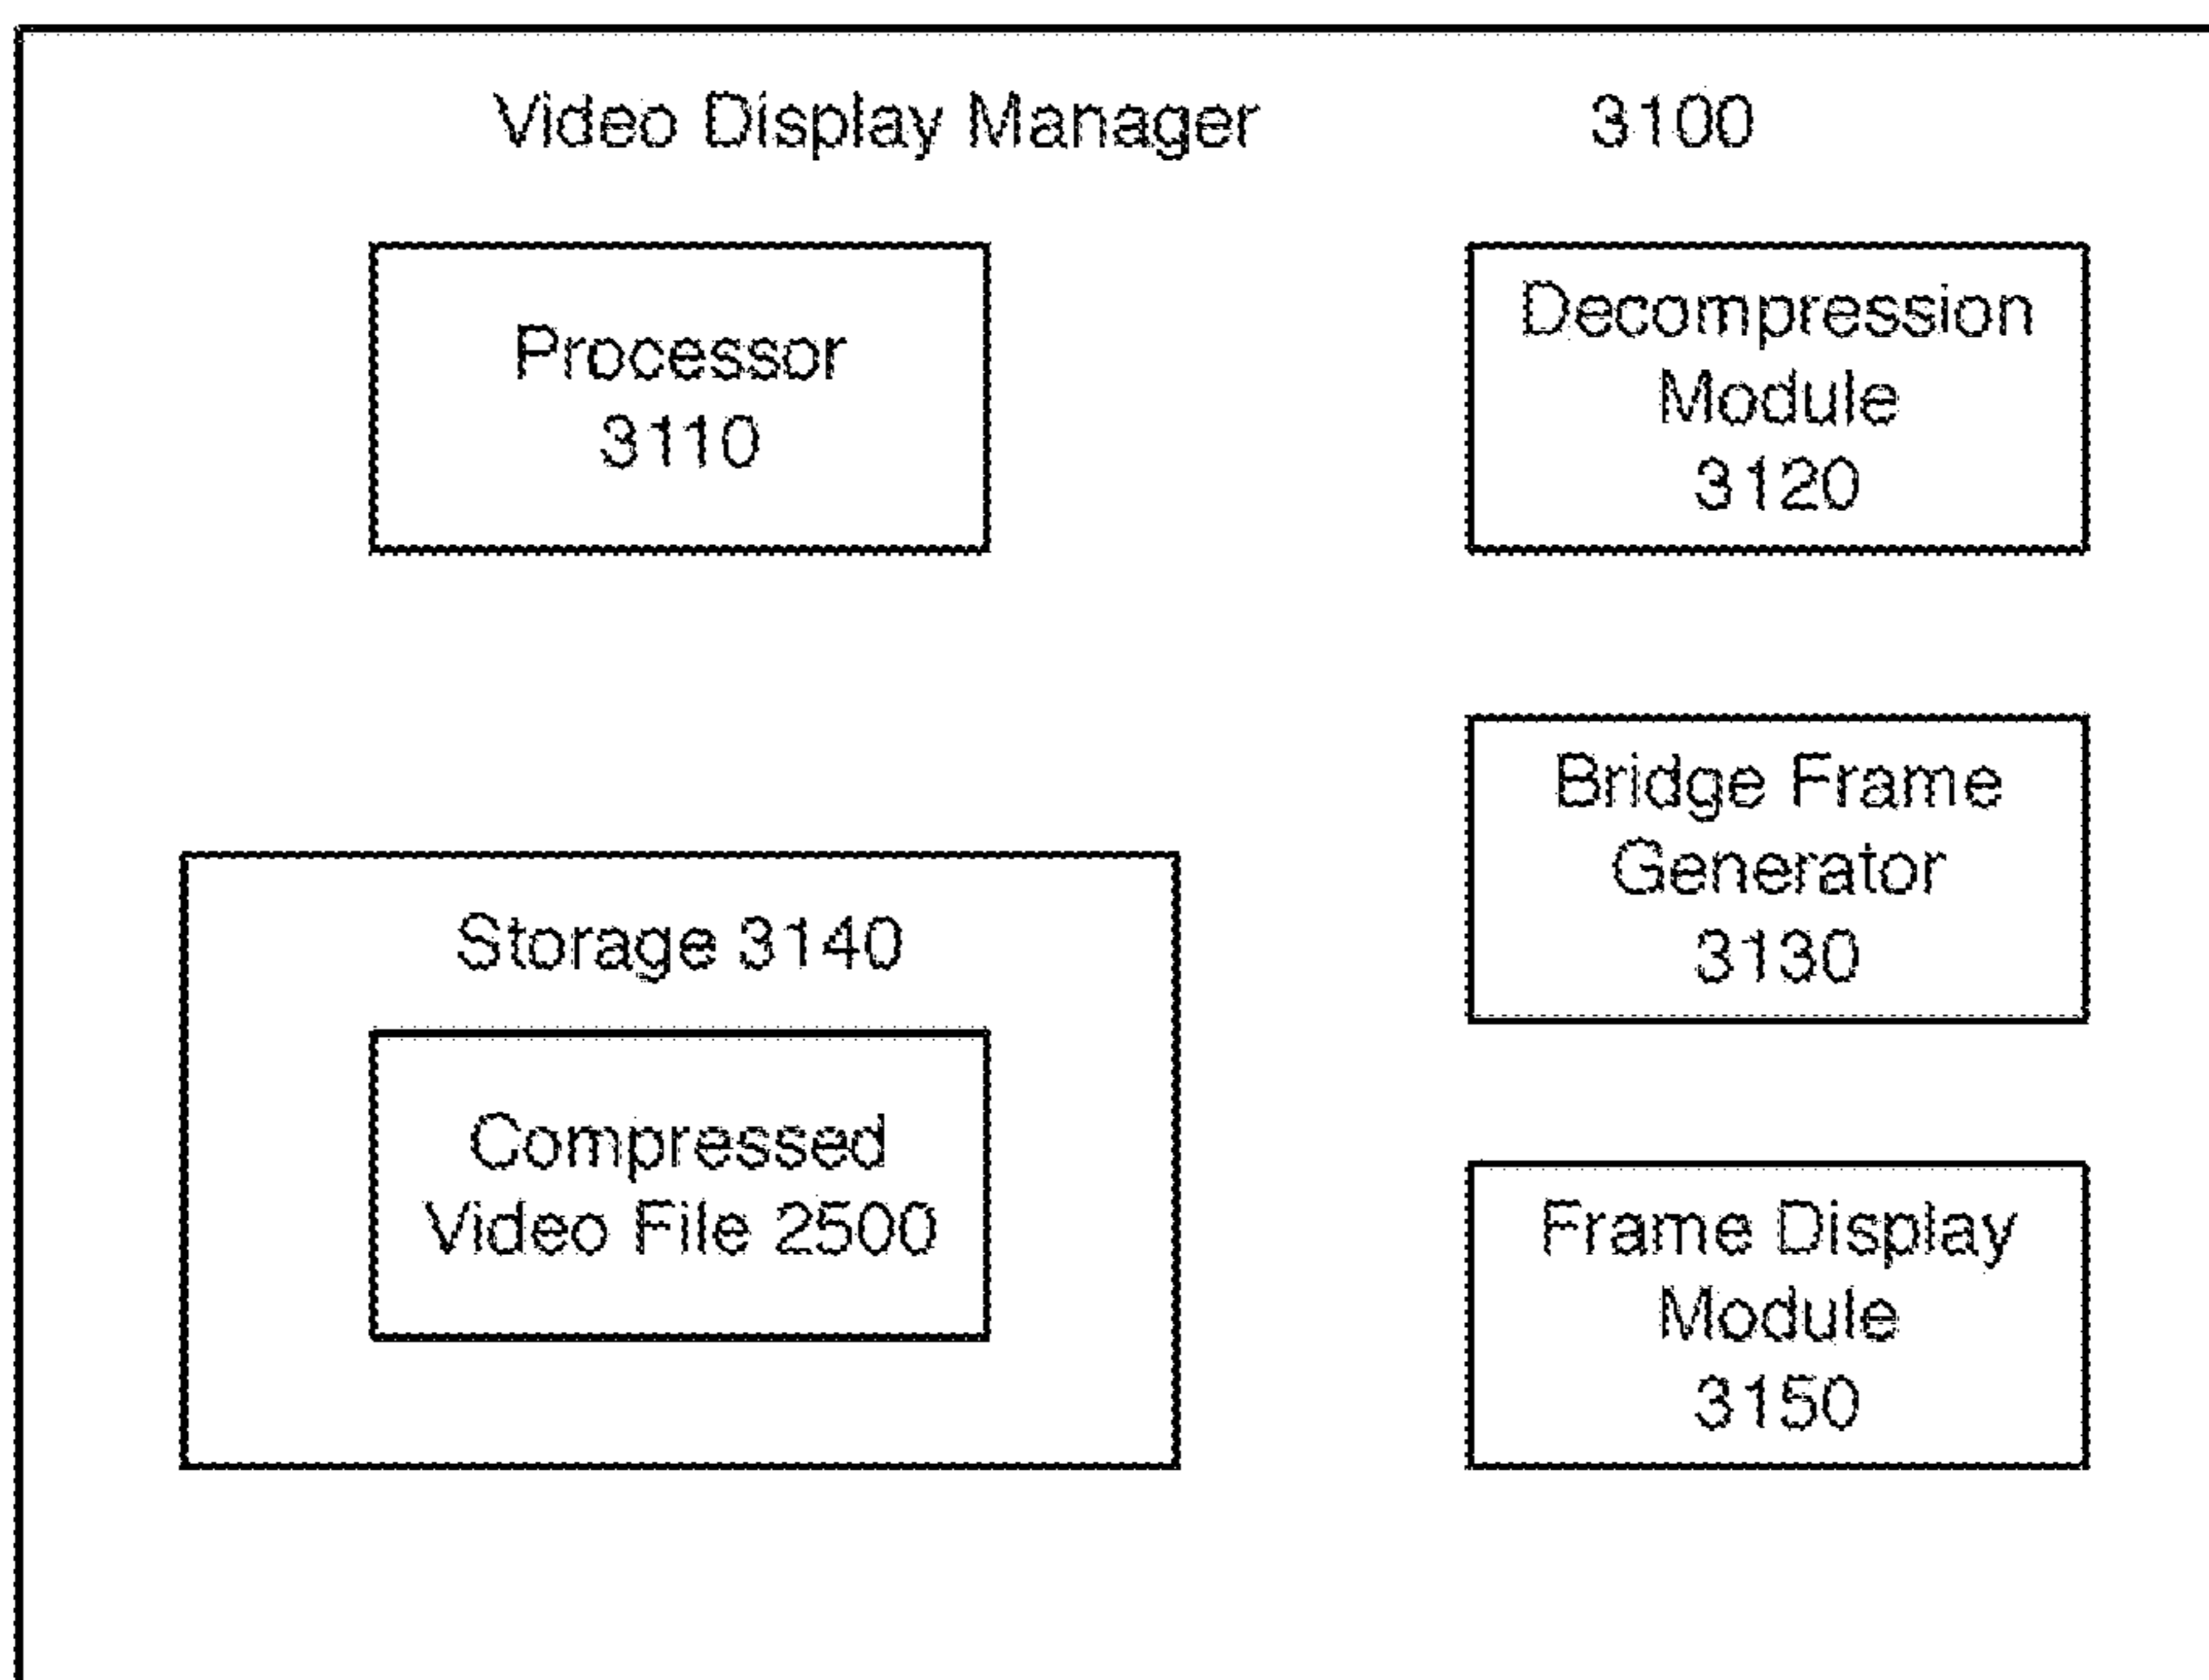 Video Display Manager 3100
Processor
3110
Decompression
Module
3120
Bridge Frame
Generator
3130
Storage 3140
Compressed
Video File 2500
Frame Display
Module
3150